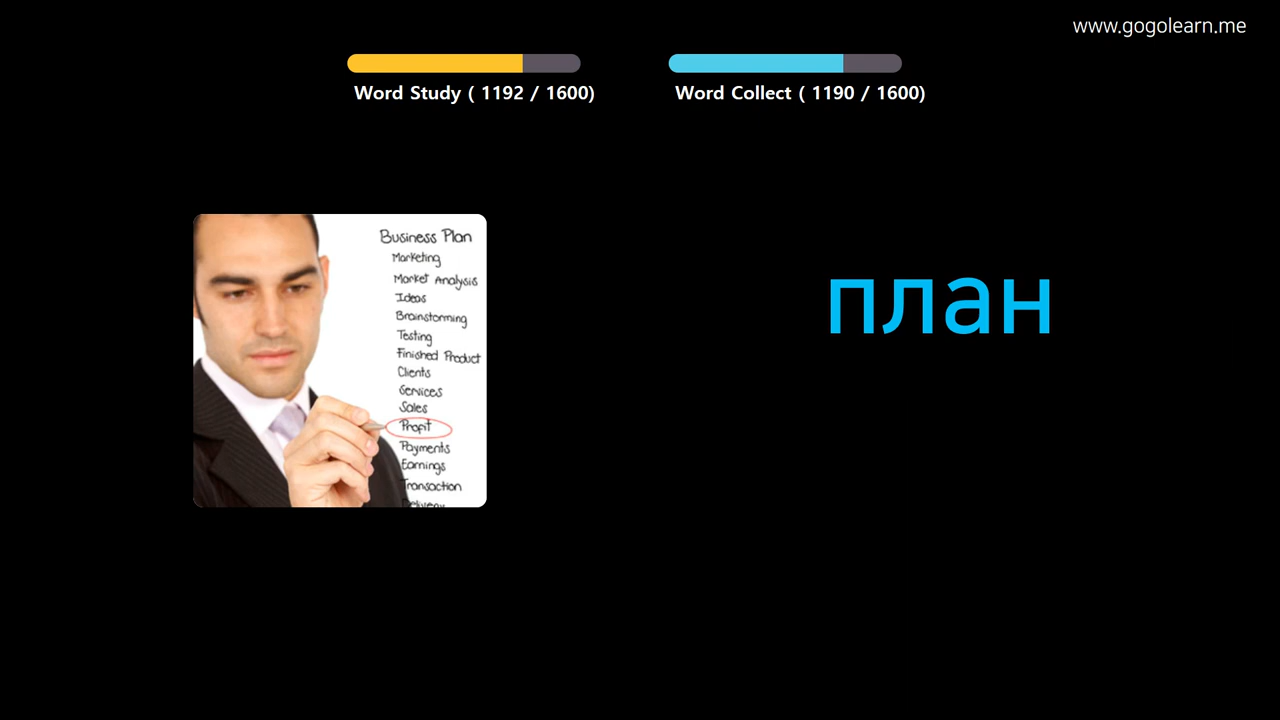 www.gogolearn.me
Word Study ( 1192 / 1600)
Word Collect ( 1190 / 1600)
Business Plan
Marketing
Market Analysis
Ideas
Brainstorming
Testing
Finished Product
Clients
Services
Sales
Profit
Payments
Earnings
Transaction
Delivery
план